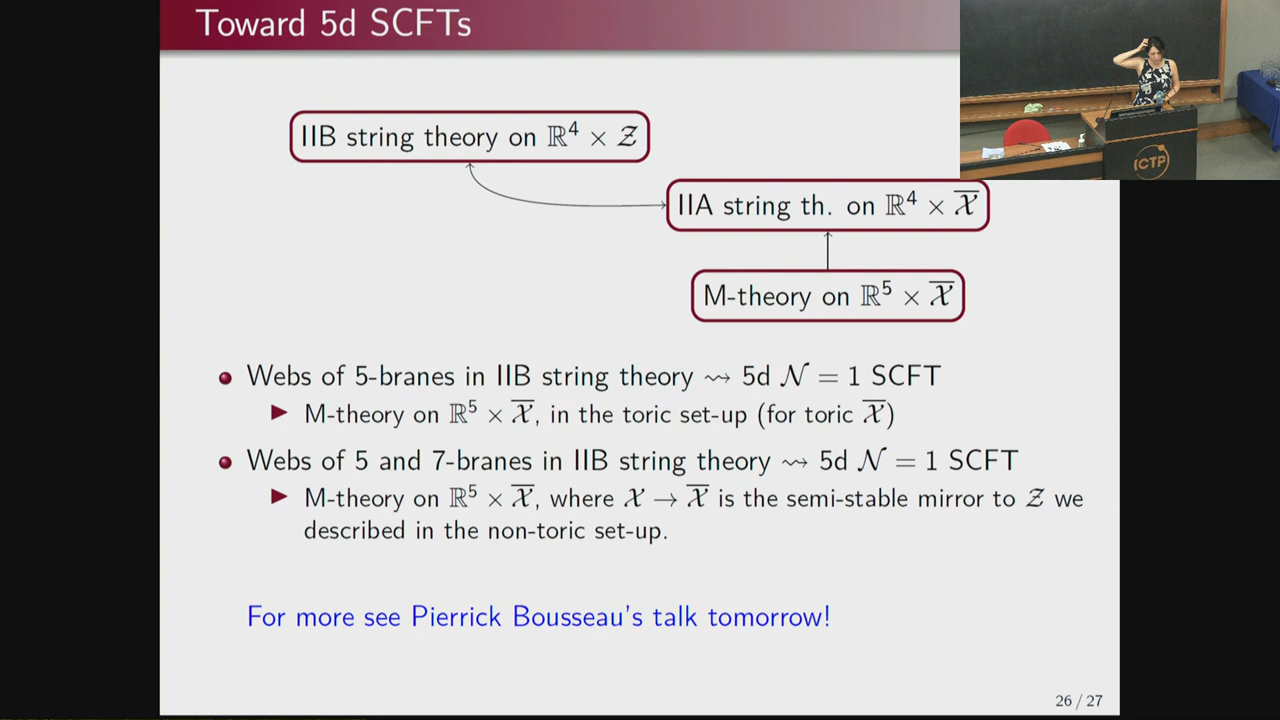 Toward 5d SCFTs
IIB string theory on ℝ⁴ × 𝒵
IIA string th. on ℝ⁴ × 𝒳̅
M-theory on ℝ⁵ × 𝒳̅
Webs of 5-branes in IIB string theory ⇝ 5d 𝒩 = 1 SCFT
M-theory on ℝ⁵ × 𝒳̅, in the toric set-up (for toric 𝒳̅)
Webs of 5 and 7-branes in IIB string theory ⇝ 5d 𝒩 = 1 SCFT
M-theory on ℝ⁵ × 𝒳̅, where 𝒳 → 𝒳̅ is the semi-stable mirror to 𝒵 we
described in the non-toric set-up.
For more see Pierrick Bousseau's talk tomorrow!
26 / 27
ICTP